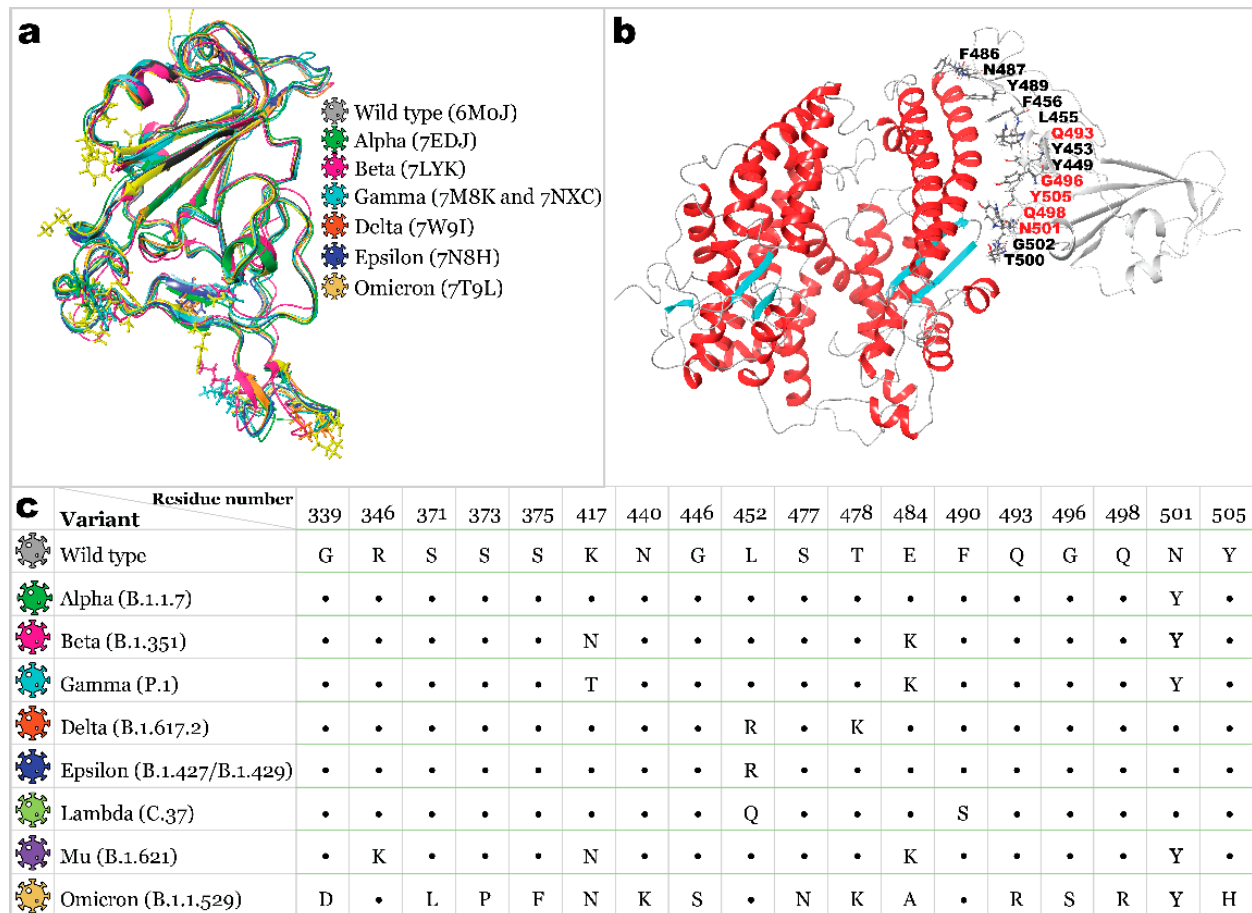 a
Wild type (6M0J)
Alpha (7EDJ)
Beta (7LYK)
Gamma (7M8K and 7NXC)
Delta (7W9I)
Epsilon (7N8H)
Omicron (7T9L)
b
F486
N487
Y489
F456
L455
Q493
Y453
Y449
G496
Y505
Q498
N501
G502
T500
c
Residue number
Variant 339 346 371 373 375 417 440 446 452 477 478 484 490 493 496 498 501 505
Wild type G R S S S K N G L S T E F Q G Q N Y
Alpha (B.1.1.7) • • • • • • • • • • • • • • • • Y •
Beta (B.1.351) • • • • • N • • • • • K • • • • Y •
Gamma (P.1) • • • • • T • • • • • K • • • • Y •
Delta (B.1.617.2) • • • • • • • • R • K • • • • • • •
Epsilon (B.1.427/B.1.429) • • • • • • • • R • • • • • • • • •
Lambda (C.37) • • • • • • • • Q • • • S • • • • •
Mu (B.1.621) • K • • • N • • • • • K • • • • Y •
Omicron (B.1.1.529) D • L P F N K S • N K A • R S R Y H